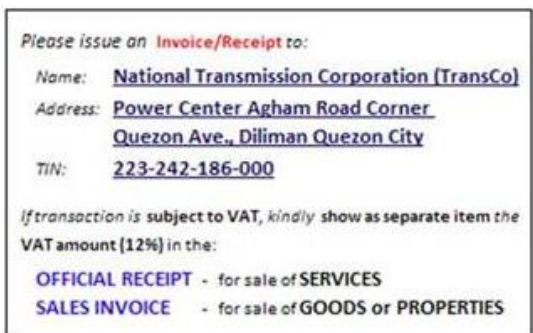 Please issue an Invoice/Receipt to:
Name: National Transmission Corporation (TransCo)
Address: Power Center Agham Road Corner
Quezon Ave., Diliman Quezon City
TIN: 223-242-186-000
If transaction is subject to VAT, kindly show as separate item the
VAT amount (12%) in the:
OFFICIAL RECEIPT - for sale of SERVICES
SALES INVOICE - for sale of GOODS or PROPERTIES